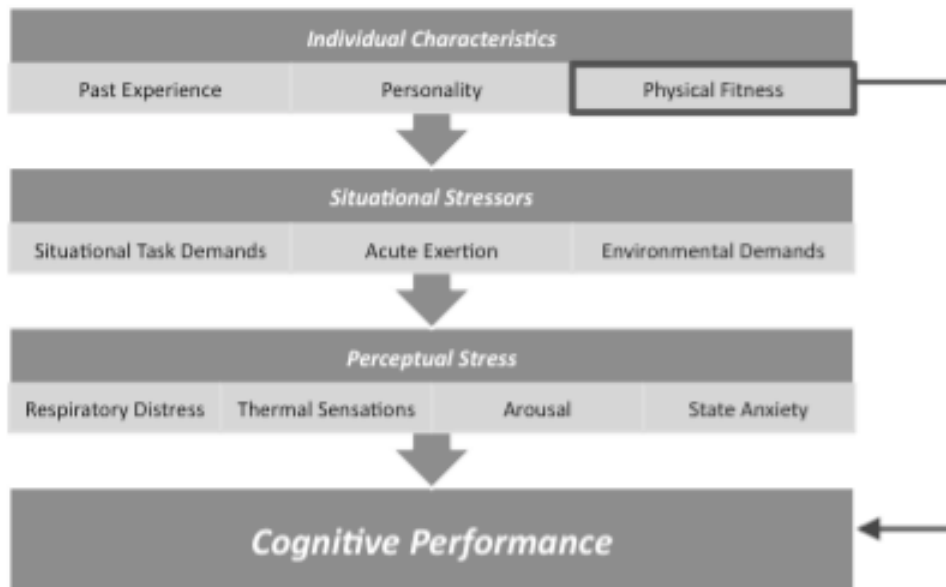 Individual Characteristics
Past Experience Personality Physical Fitness
Situational Stressors
Situational Task Demands Acute Exertion Environmental Demands
Perceptual Stress
Respiratory Distress Thermal Sensations Arousal State Anxiety
Cognitive Performance